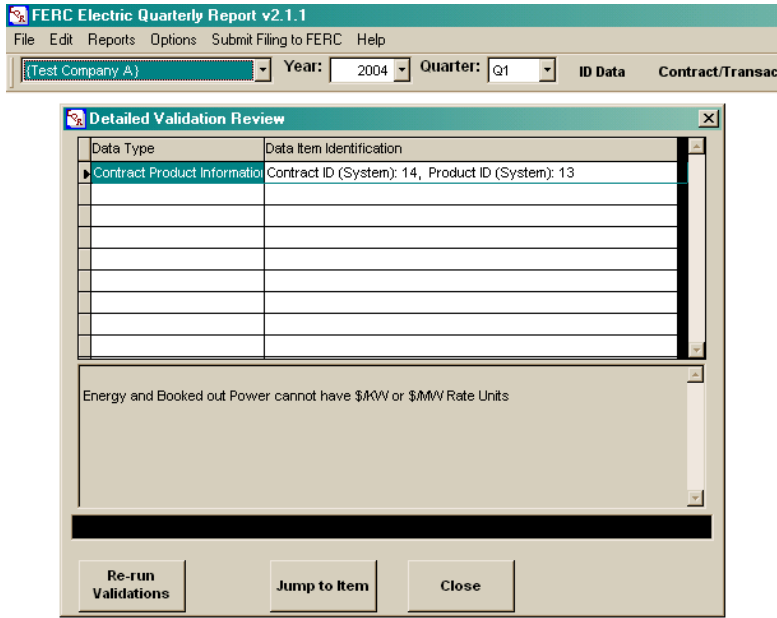 FERC Electric Quarterly Report v2.1.1
File Edit Reports Options Submit Filing to FERC Help
{Test Company A} Year: 2004 Quarter: Q1 ID Data Contract/Transac
Detailed Validation Review
Data Type Data Item Identification
Contract Product Information Contract ID (System): 14, Product ID (System): 13
Energy and Booked out Power cannot have $/KW or $/MW Rate Units
Re-run
Validations
Jump to Item
Close